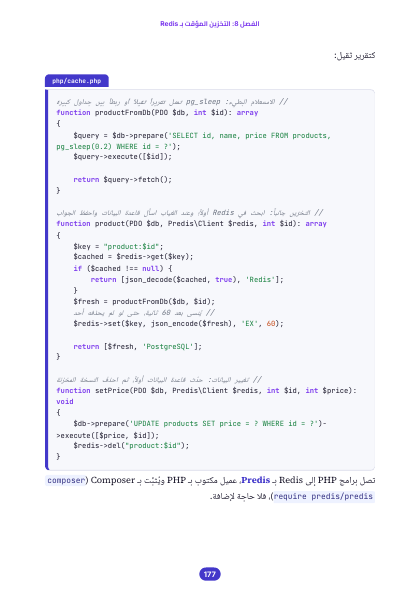 الفصل 8: التخزين المؤقت بـ Redis
كتقرير ثقيل:
php/cache.php
// الاستعلام البطيء: pg_sleep تمثل تقريرا ثقيلا أو ربطا بين جداول كبيرة
function productFromDb(PDO $db, int $id): array
{
$query = $db->prepare('SELECT id, name, price FROM products,
pg_sleep(0.2) WHERE id = ?');
$query->execute([$id]);
return $query->fetch();
}
// التخزين جانبا: ابحث في Redis أولا، وعند الغياب اسأل قاعدة البيانات واحفظ الجواب
function product(PDO $db, Predis\Client $redis, int $id): array
{
$key = "product:$id";
$cached = $redis->get($key);
if ($cached !== null) {
return [json_decode($cached, true), 'Redis'];
}
$fresh = productFromDb($db, $id);
// يُنسى بعد 60 ثانية، حتى لو لم يحذفه أحد
$redis->set($key, json_encode($fresh), 'EX', 60);
return [$fresh, 'PostgreSQL'];
}
// تغيير البيانات: حدّث قاعدة البيانات أولا، ثم احذف النسخة المخزنة
function setPrice(PDO $db, Predis\Client $redis, int $id, int $price):
void
{
$db->prepare('UPDATE products SET price = ? WHERE id = ?')-
>execute([$price, $id]);
$redis->del("product:$id");
}
تصل برامج PHP إلى Redis بـ Predis، عميل مكتوب بـ PHP ويُثبَّت بـ Composer (composer
require predis/predis)، فلا حاجة لإضافة.
177